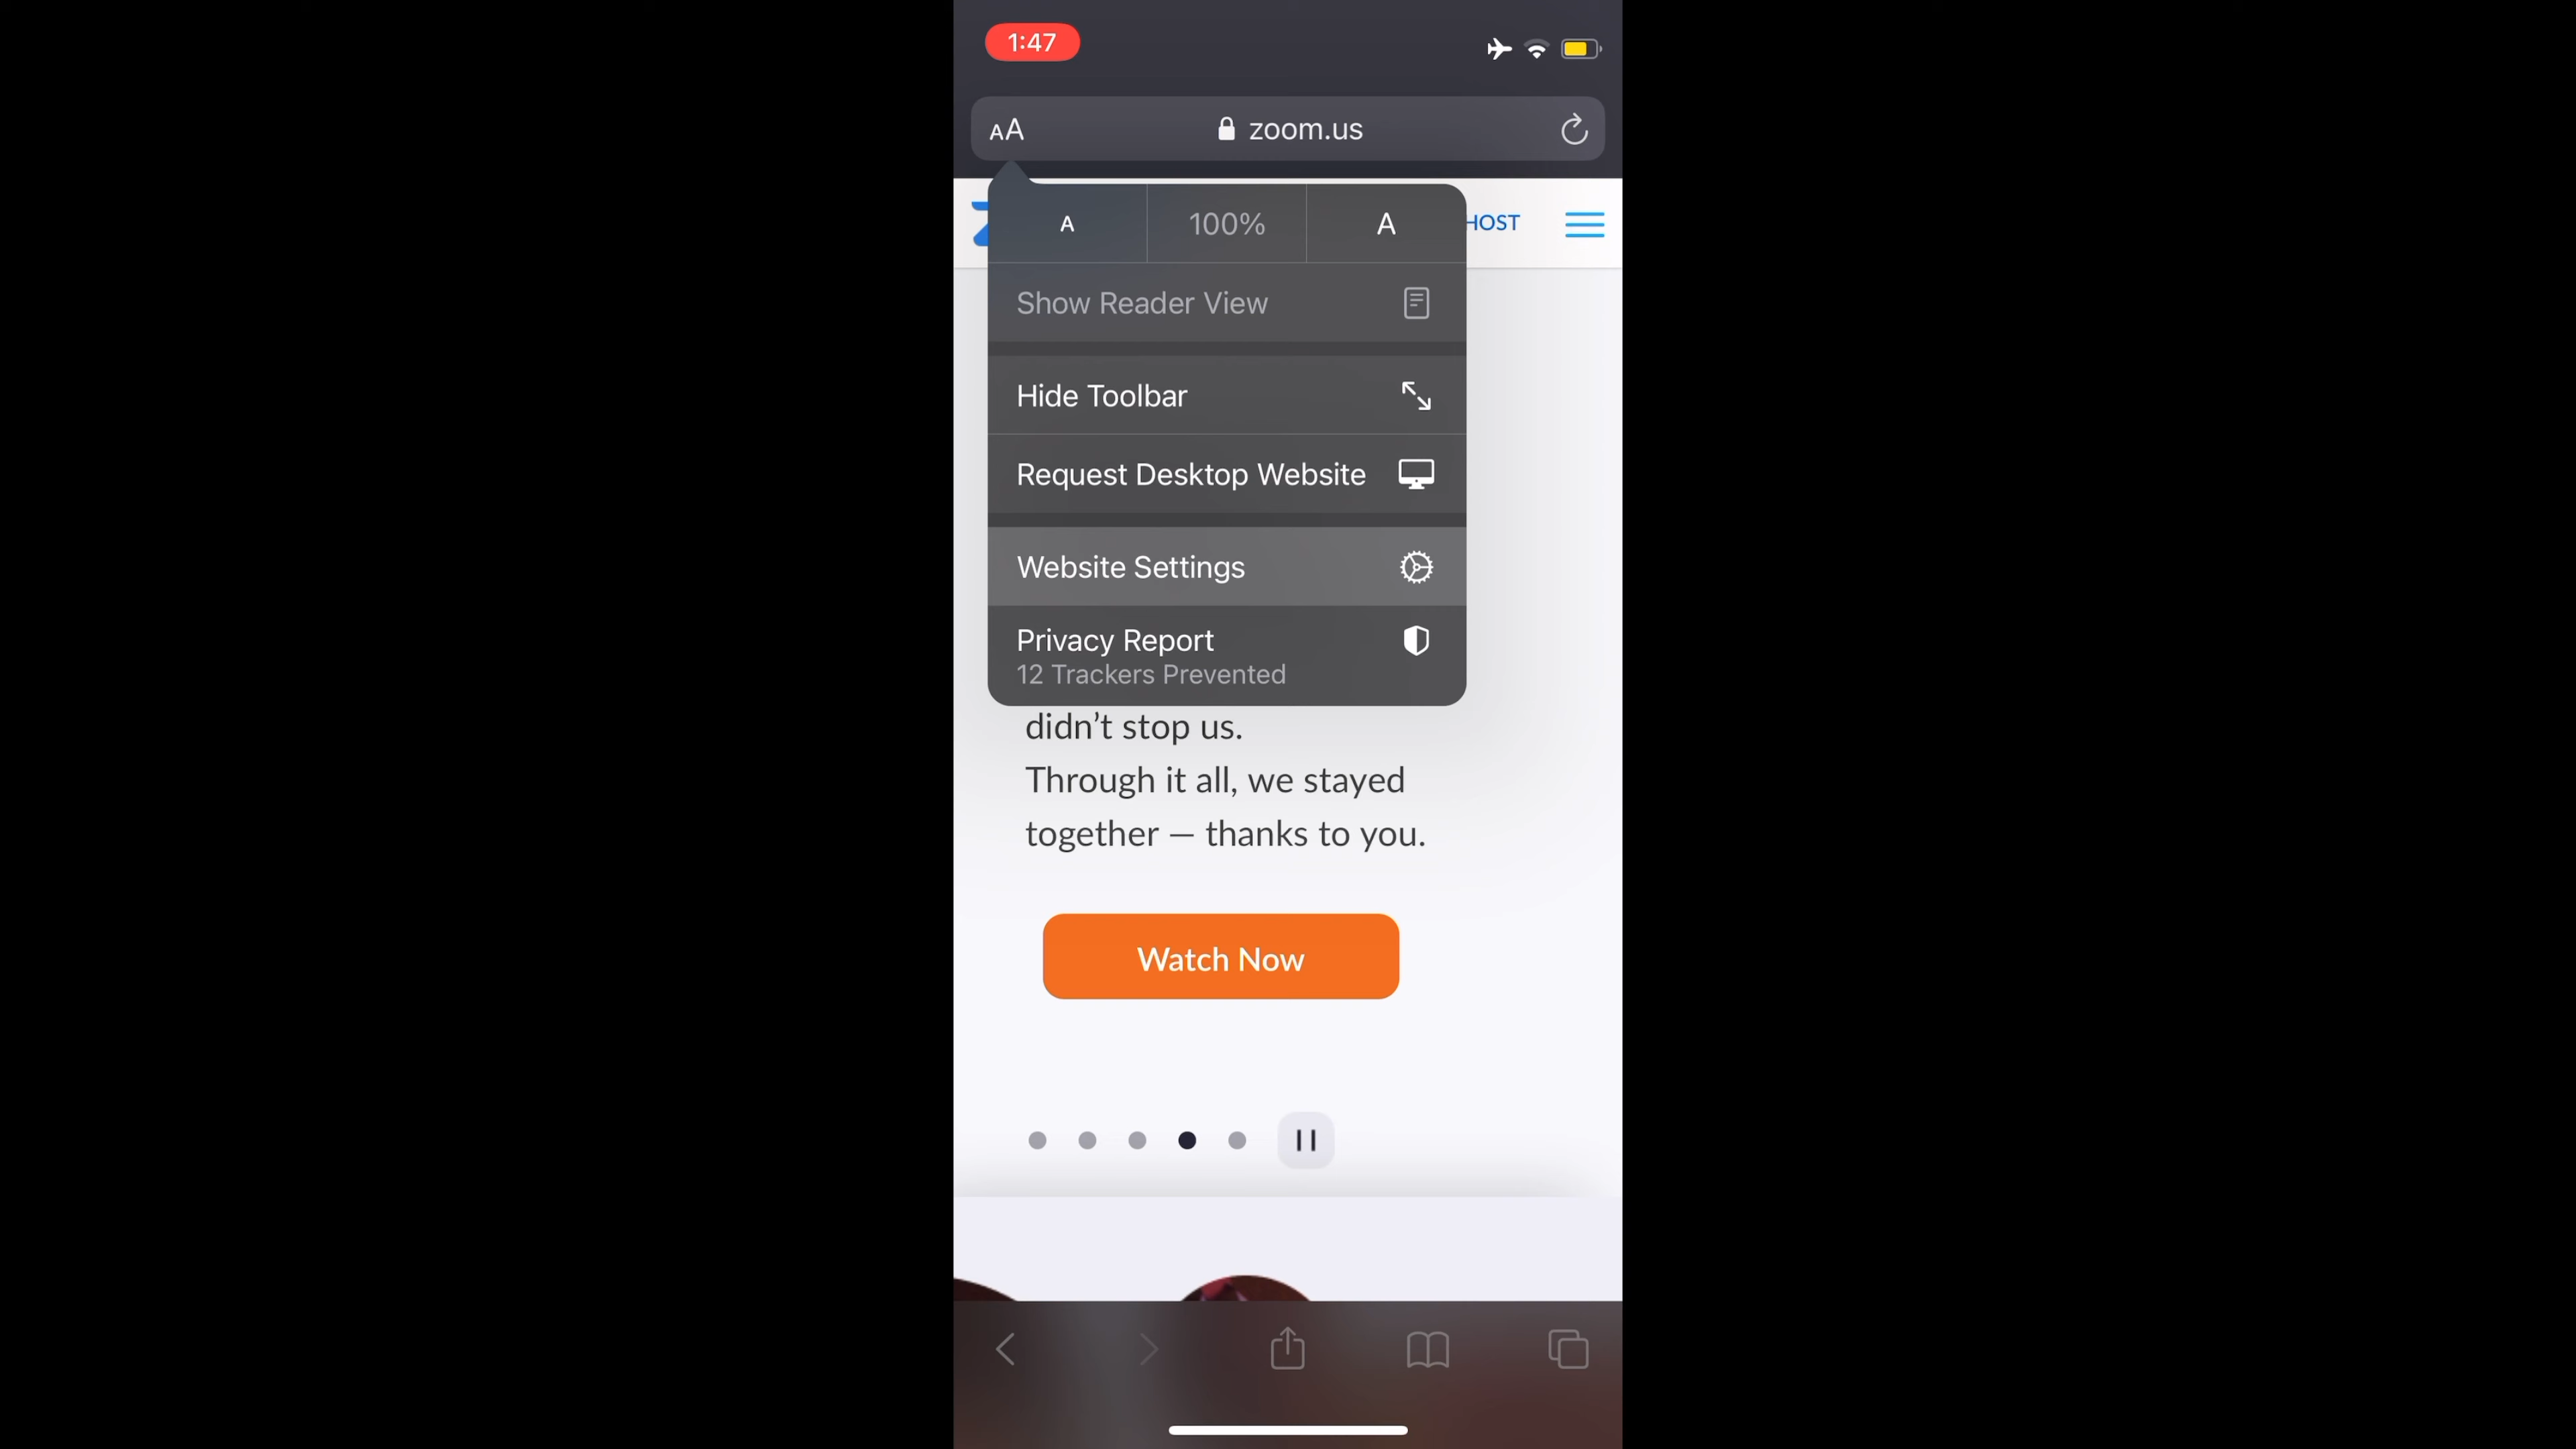 1:47
AA zoom.us
HOST
A 100% A
Show Reader View
Hide Toolbar
Request Desktop Website
Website Settings
Privacy Report
12 Trackers Prevented
didn’t stop us.
Through it all, we stayed
together — thanks to you.
Watch Now